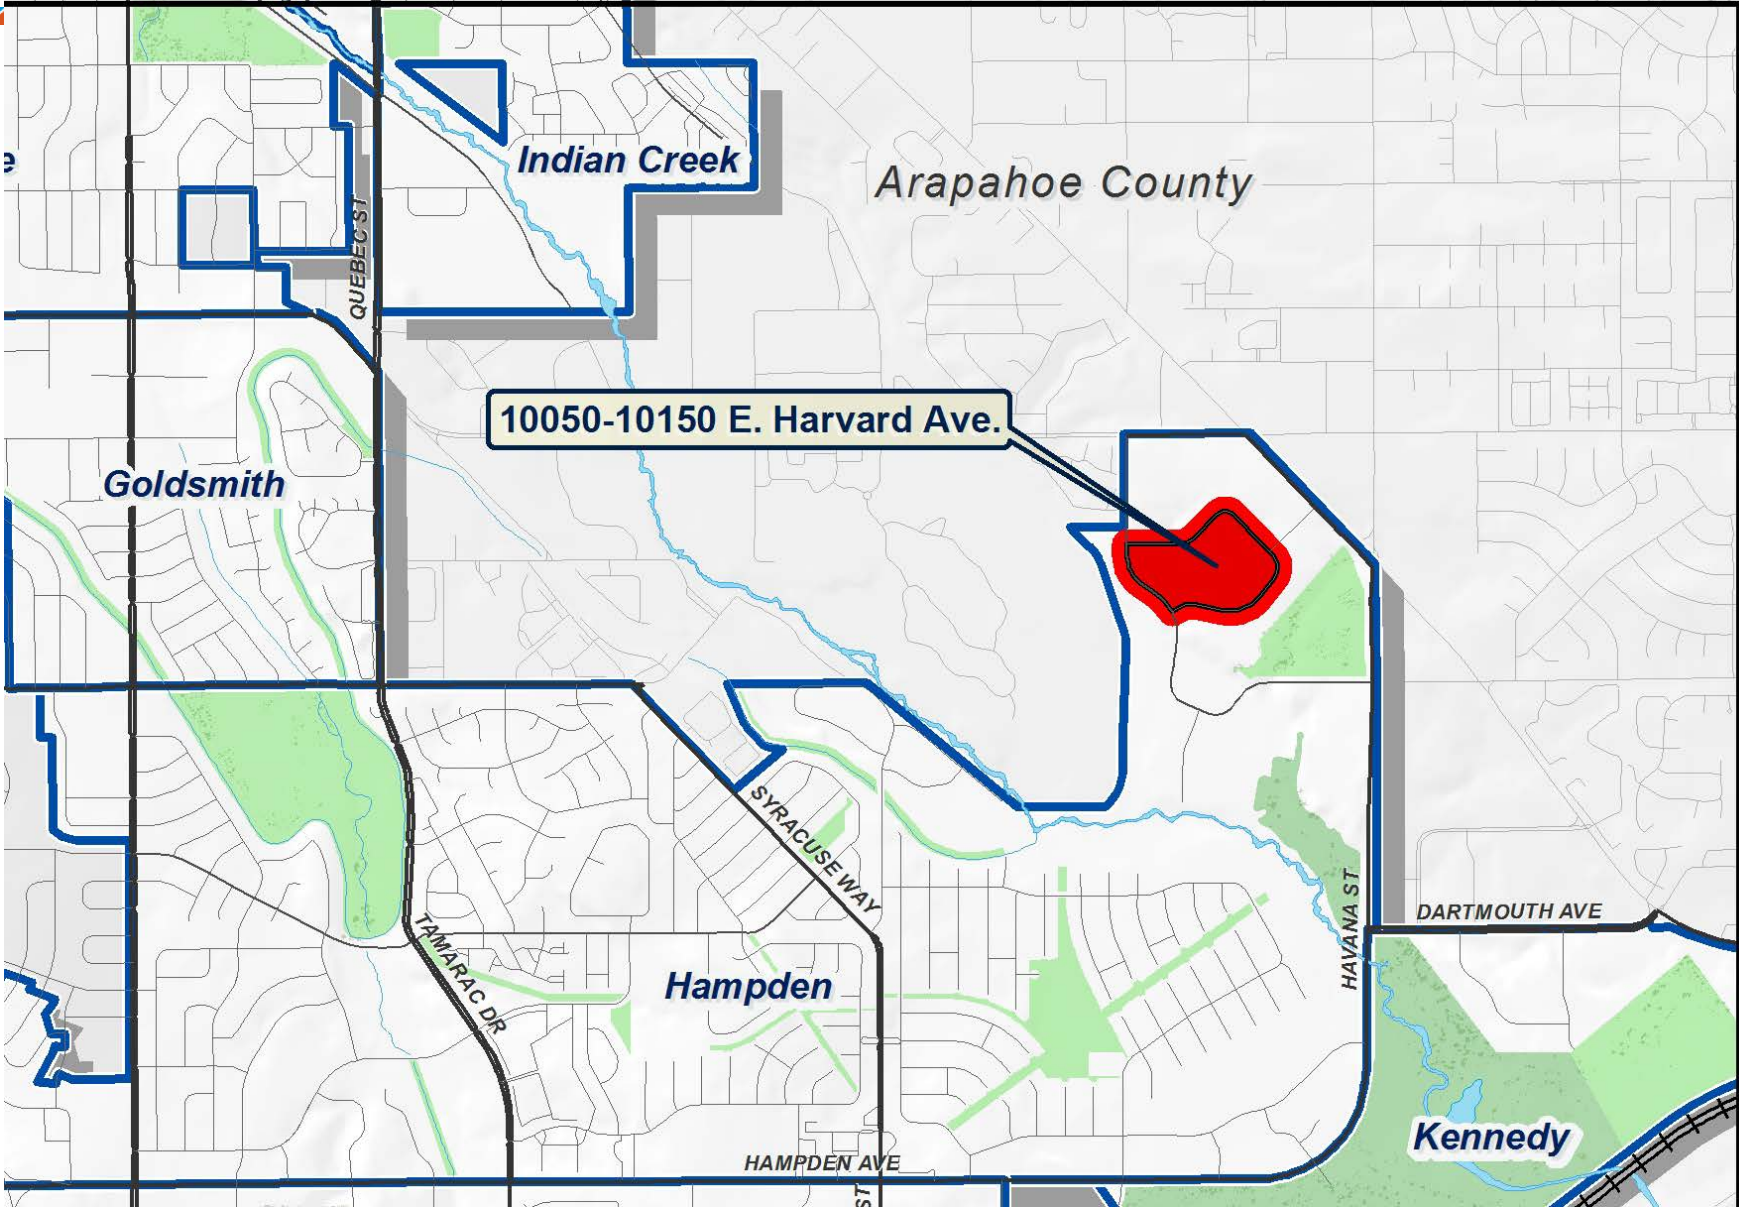 Indian Creek
Arapahoe County
QUEBEC ST
10050-10150 E. Harvard Ave.
Goldsmith
SYRACUSE WAY
HAVANA ST
DARTMOUTH AVE
TAMARAC DR
Hampden
Kennedy
HAMPDEN AVE
ST